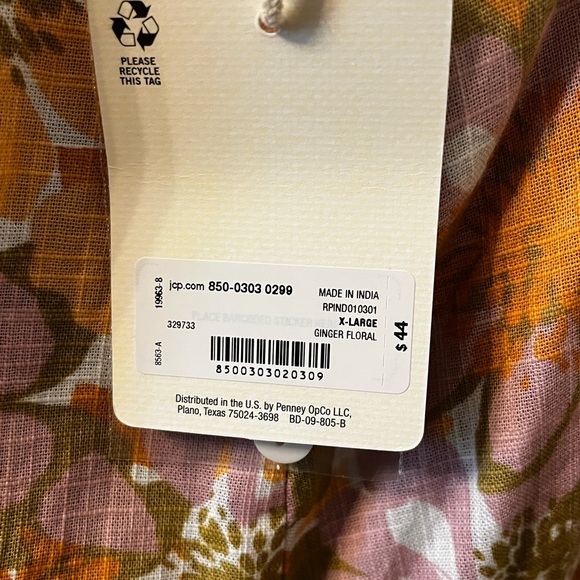 PLEASE
RECYCLE
THIS TAG
19963-8
jcp.com 850-0303 0299
MADE IN INDIA
RPIND010301
329733
X-LARGE
GINGER FLORAL
$44
8563-A
8500303020309
Distributed in the U.S. by Penney OpCo LLC,
Plano, Texas 75024-3698 BD-09-805-B